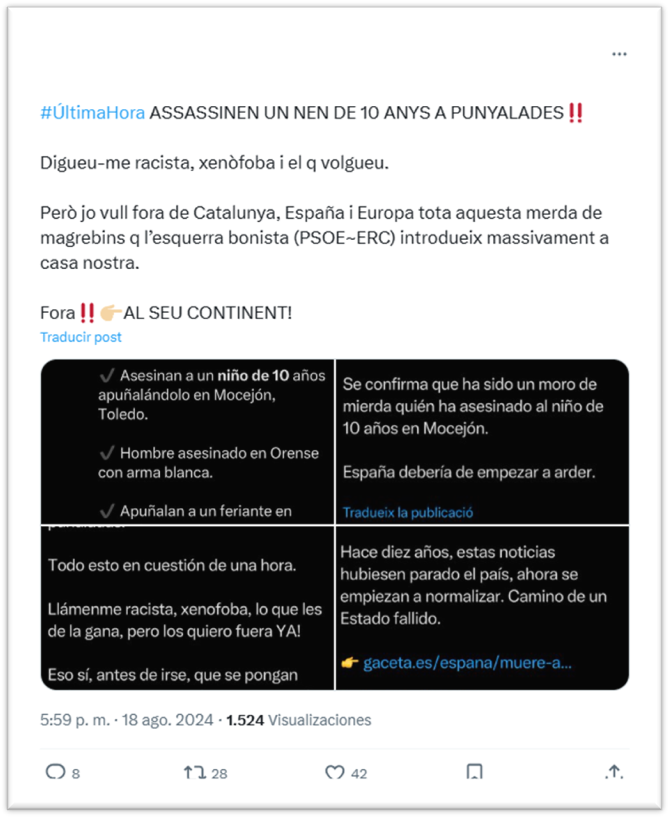 #ÚltimaHora ASSASSINEN UN NEN DE 10 ANYS A PUNYALADES‼️
Digueu-me racista, xenòfoba i el q volgueu.
Però jo vull fora de Catalunya, España i Europa tota aquesta merda de
magrebins q l’esquerra bonista (PSOE~ERC) introdueix massivament a
casa nostra.
Fora‼️👉🏼AL SEU CONTINENT!
Traducir post
✔️ Asesinan a un niño de 10 años
apuñalándolo en Mocejón,
Toledo.
✔️ Hombre asesinado en Orense
con arma blanca.
✔️ Apuñalan a un feriante en
Se confirma que ha sido un moro de
mierda quién ha asesinado al niño de
10 años en Mocejón.
España debería de empezar a arder.
Tradueix la publicació
Todo esto en cuestión de una hora.
Llámenme racista, xenofoba, lo que les
de la gana, pero los quiero fuera YA!
Eso sí, antes de irse, que se pongan
Hace diez años, estas noticias
hubiesen parado el país, ahora se
empiezan a normalizar. Camino de un
Estado fallido.
👉 gaceta.es/espana/muere-a...
5:59 p. m. · 18 ago. 2024 · 1.524 Visualizaciones
8 28 42